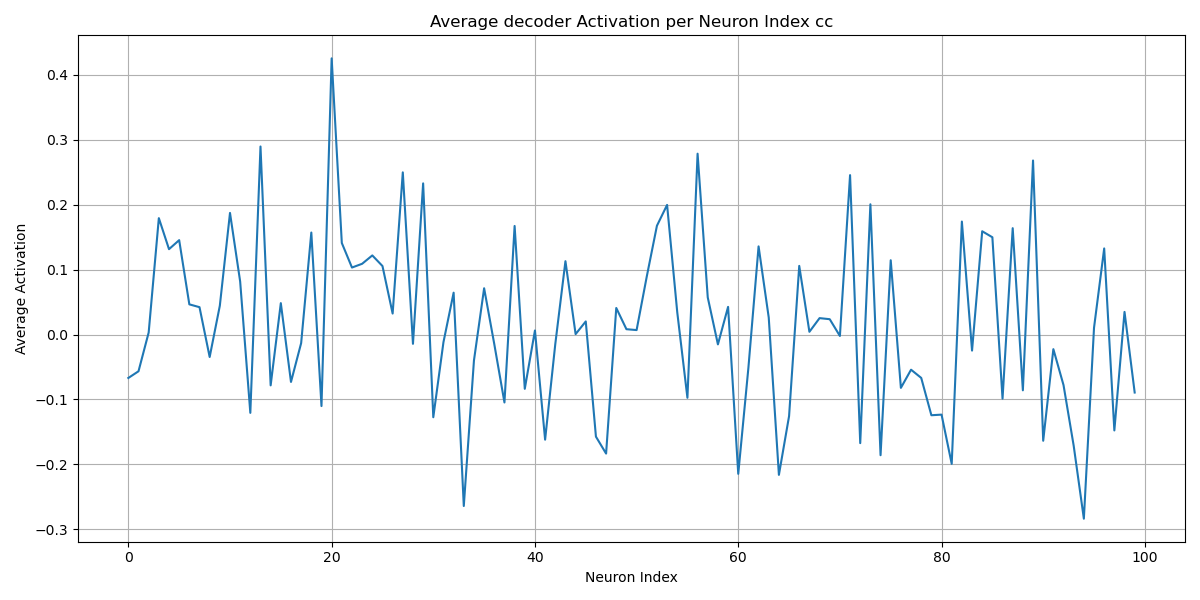 Average decoder Activation per Neuron Index cc
Average Activation
0.4
0.3
0.2
0.1
0.0
−0.1
−0.2
−0.3
0 20 40 60 80 100
Neuron Index